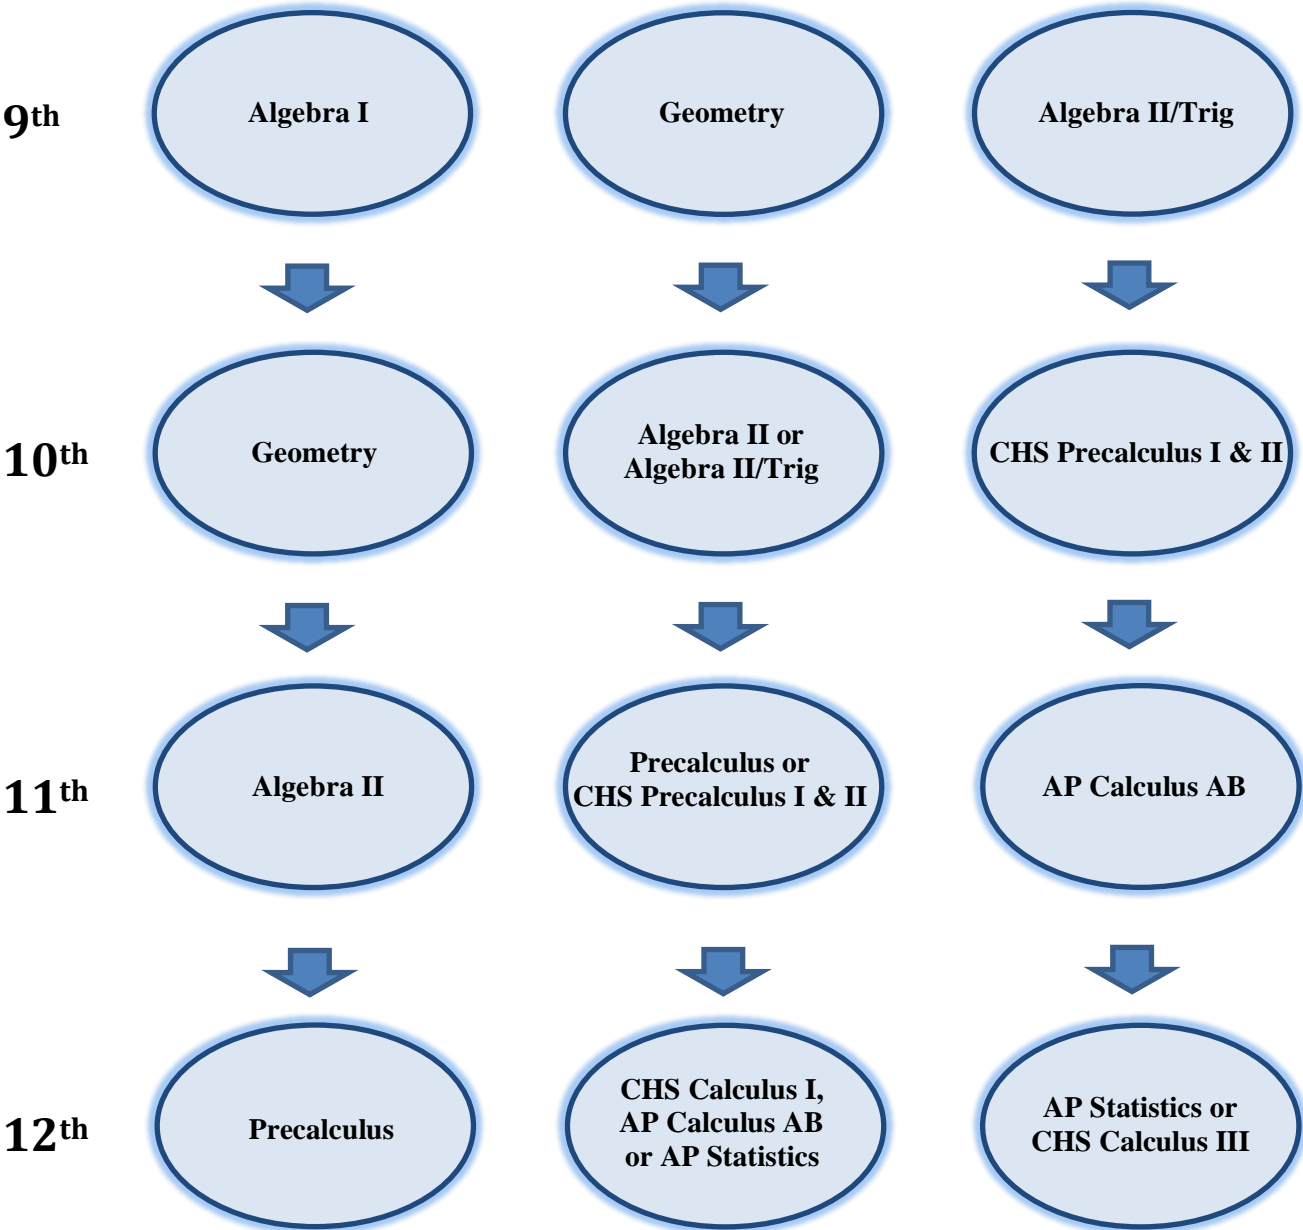 9th
Algebra I
Geometry
Algebra II/Trig
10th
Geometry
Algebra II or
Algebra II/Trig
CHS Precalculus I & II
11th
Algebra II
Precalculus or
CHS Precalculus I & II
AP Calculus AB
12th
Precalculus
CHS Calculus I,
AP Calculus AB
or AP Statistics
AP Statistics or
CHS Calculus III